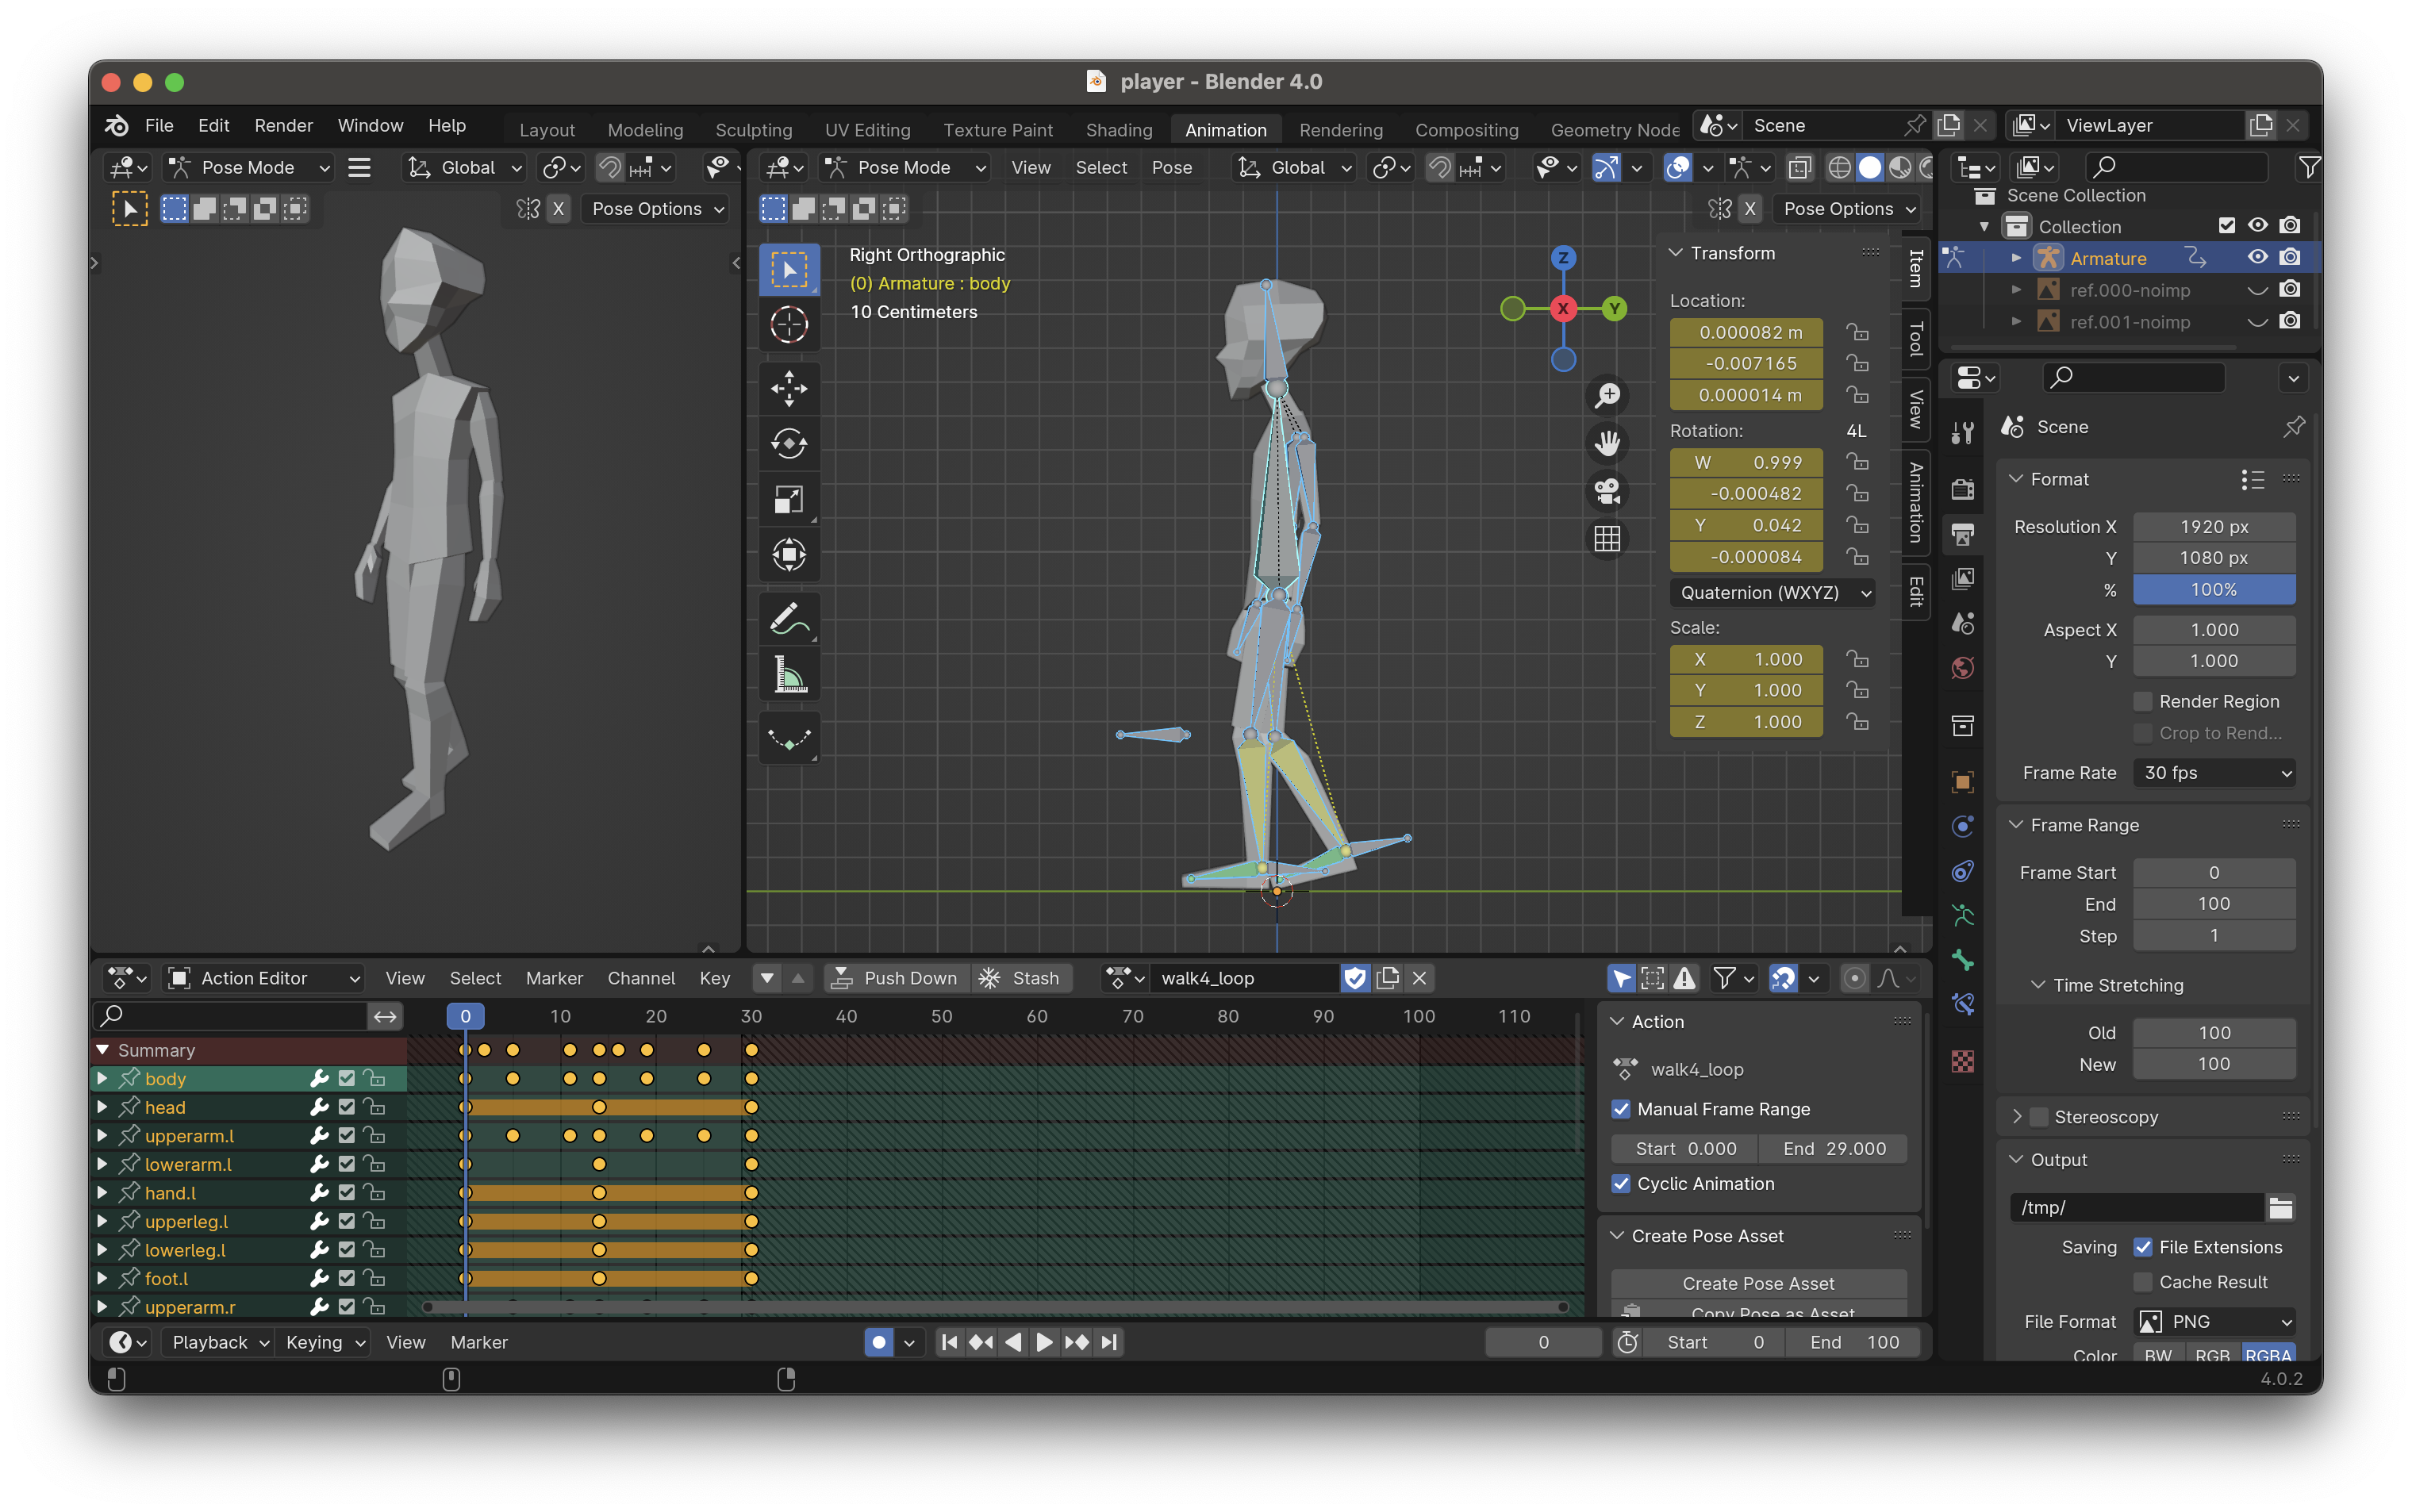 player - Blender 4.0
File Edit Render Window Help Layout Modeling Sculpting UV Editing Texture Paint Shading Animation Rendering Compositing Geometry Node Scene ViewLayer
Pose Mode Global
X Pose Options
Pose Mode View Select Pose Global
X Pose Options
Right Orthographic
(0) Armature : body
10 Centimeters
Z
X
Y
Transform
Location:
0.000082 m
-0.007165
0.000014 m
Rotation: 4L
W 0.999
-0.000482
Y 0.042
-0.000084
Quaternion (WXYZ)
Scale:
X 1.000
Y 1.000
Z 1.000
Item
Tool
View
Animation
Edit
Scene Collection
Collection
Armature
ref.000-noimp
ref.001-noimp
Scene
Format
Resolution X 1920 px
Y 1080 px
% 100%
Aspect X 1.000
Y 1.000
Render Region
Crop to Rend...
Frame Rate 30 fps
Frame Range
Frame Start 0
End 100
Step 1
Time Stretching
Old 100
New 100
Stereoscopy
Output
/tmp/
Saving File Extensions
Cache Result
File Format PNG
Color BW RGB RGBA
Action Editor View Select Marker Channel Key Push Down Stash walk4_loop
0 10 20 30 40 50 60 70 80 90 100 110
Summary
body
head
upperarm.l
lowerarm.l
hand.l
upperleg.l
lowerleg.l
foot.l
upperarm.r
Action
walk4_loop
Manual Frame Range
Start 0.000 End 29.000
Cyclic Animation
Create Pose Asset
Create Pose Asset
Copy Pose as Asset
Playback Keying View Marker 0 Start 0 End 100
4.0.2